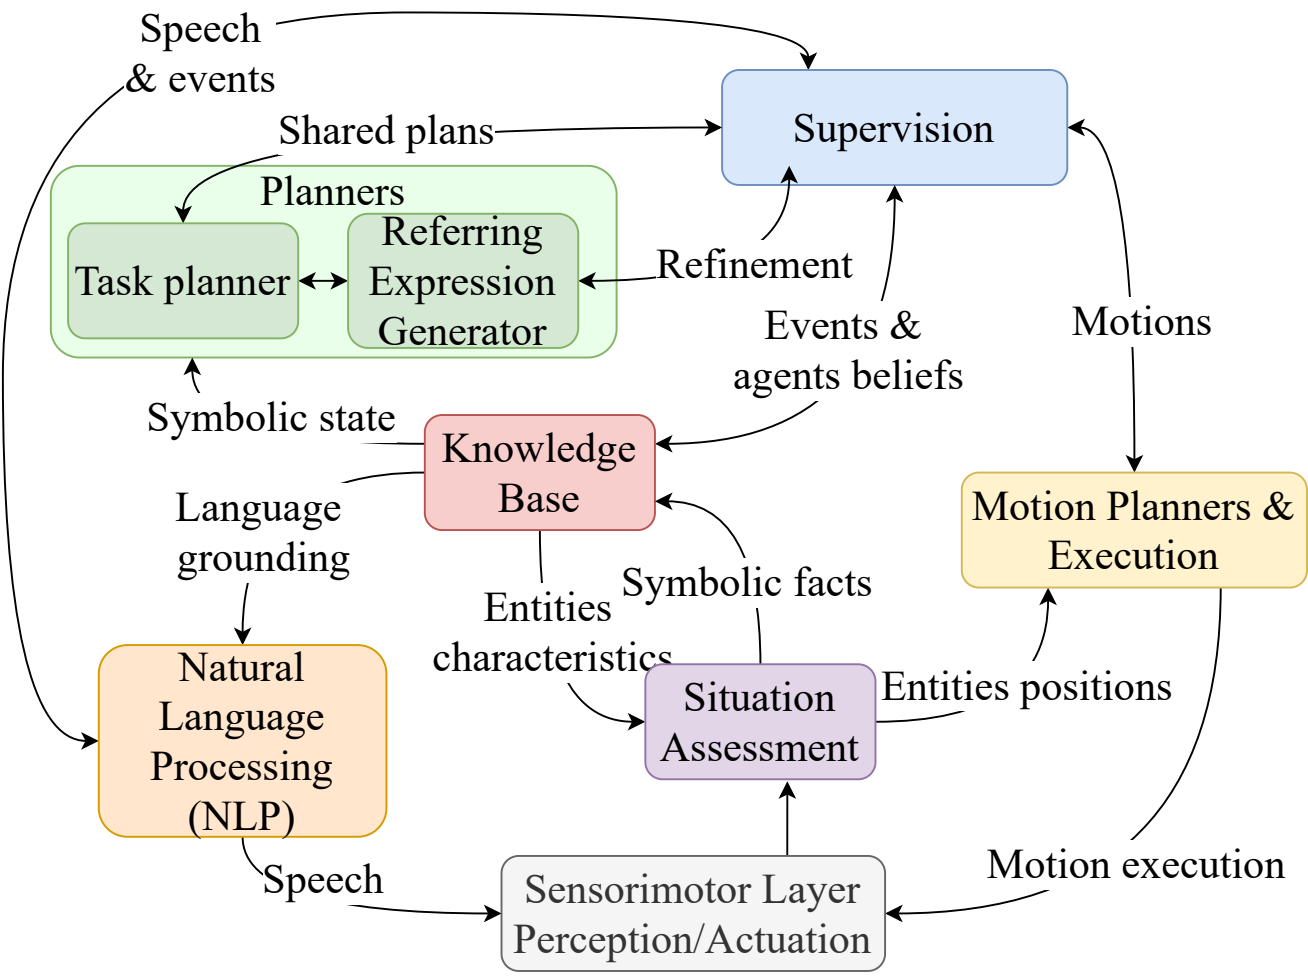 Speech
& events
Shared plans
Supervision
Planners
Task planner
Referring
Expression
Generator
Refinement
Events &
agents beliefs
Motions
Symbolic state
Knowledge
Base
Language
grounding
Motion Planners &
Execution
Symbolic facts
Entities
characteristics
Natural
Language
Processing
(NLP)
Situation
Assessment
Entities positions
Speech
Sensorimotor Layer
Perception/Actuation
Motion execution